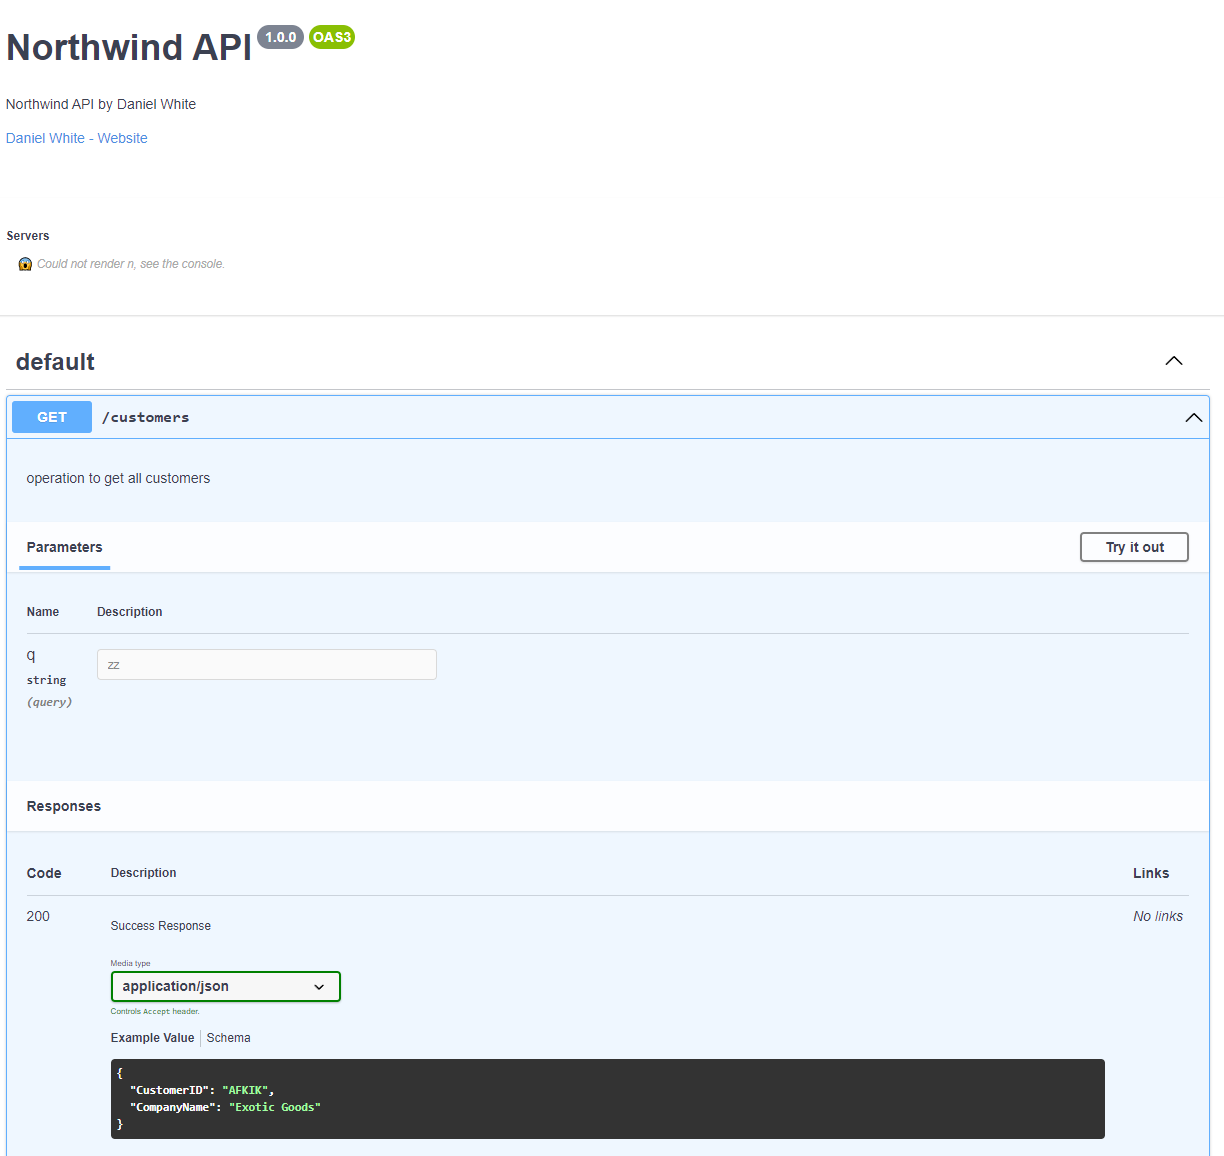 Northwind API 1.0.0 OAS3
Northwind API by Daniel White
Daniel White - Website
Servers
😱 Could not render n, see the console.
default
GET /customers
operation to get all customers
Parameters Try it out
Name Description
q
zz
string
(query)
Responses
Code Description Links
200 No links
Success Response
Media type
application/json
Controls Accept header.
Example Value Schema
{
"CustomerID": "AFKIK",
"CompanyName": "Exotic Goods"
}